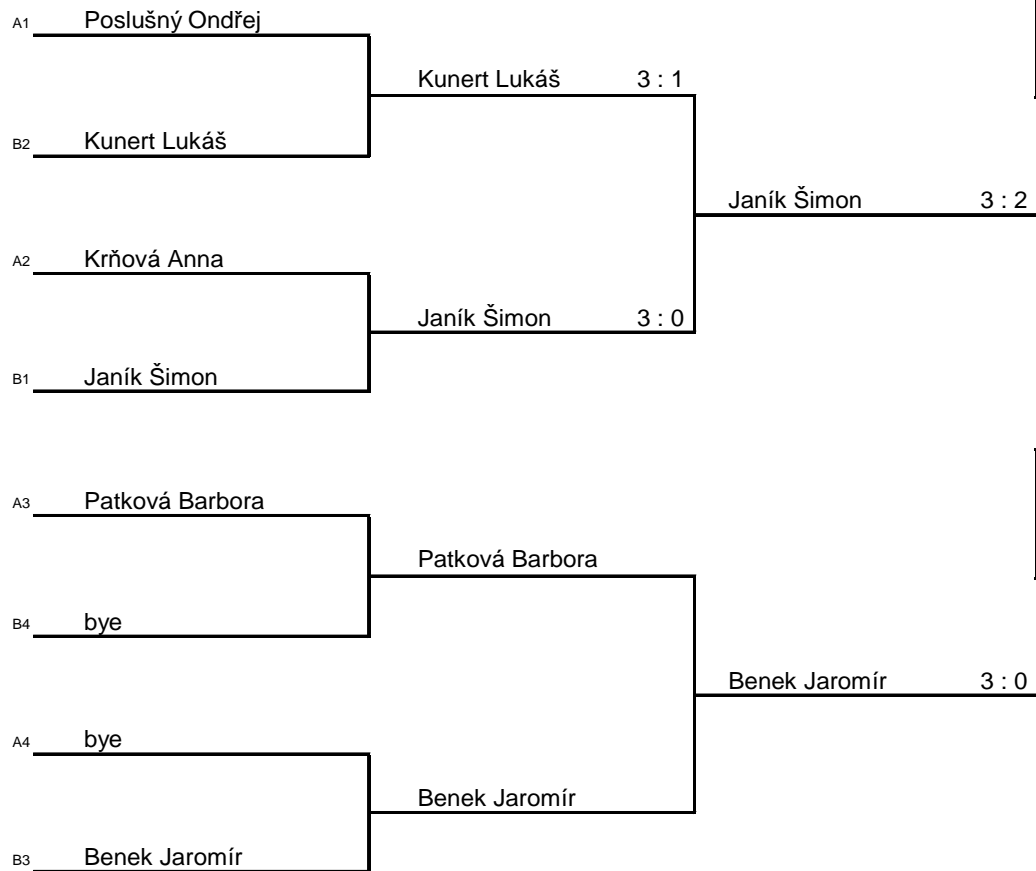 A1 Poslušný Ondřej
Kunert Lukáš 3 : 1
B2 Kunert Lukáš
Janík Šimon 3 : 2
A2 Krňová Anna
Janík Šimon 3 : 0
B1 Janík Šimon
A3 Patková Barbora
Patková Barbora
B4 bye
Benek Jaromír 3 : 0
A4 bye
Benek Jaromír
B3 Benek Jaromír